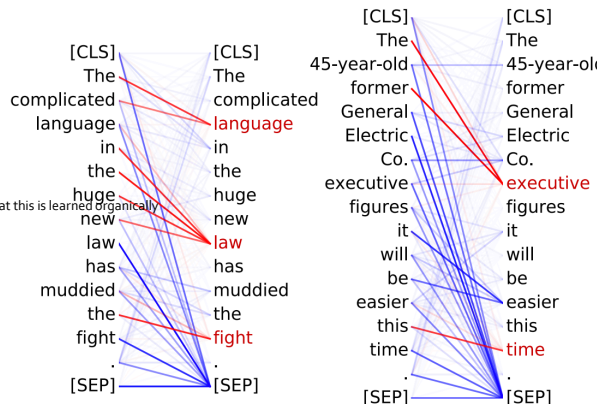 [CLS] [CLS]
The The
complicated complicated
language language
in in
the the
huge huge
at this is learned organically
new new
law law
has has
muddied muddied
the the
fight fight
. .
[SEP] [SEP]
[CLS] [CLS]
The The
45-year-old 45-year-ol
former former
General General
Electric Electric
Co. Co.
executive executive
figures figures
it it
will will
be be
easier easier
this this
time time
. .
[SEP] [SEP]